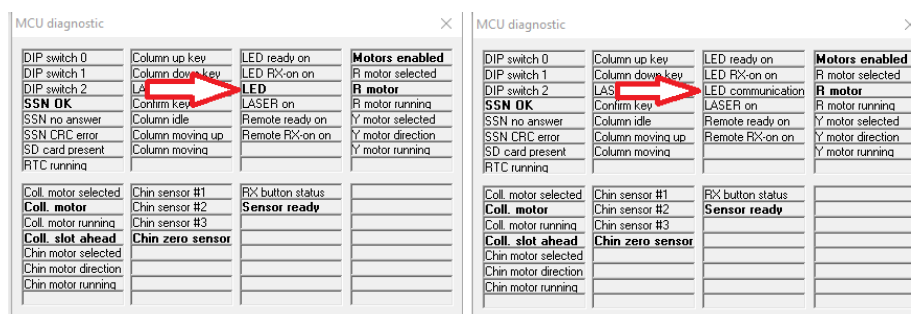 MCU diagnostic
DIP switch 0 Column up key LED ready on Motors enabled
DIP switch 1 Column down key LED RX-on on R motor selected
DIP switch 2 LED R motor
SSN OK Confirm key LASER on R motor running
SSN no answer Column idle Remote ready on Y motor selected
SSN CRC error Column moving up Remote RX-on on Y motor direction
SD card present Column moving Y motor running
RTC running
Coll. motor selected Chin sensor #1 RX button status
Coll. motor Chin sensor #2 Sensor ready
Coll. motor running Chin sensor #3
Coll. slot ahead Chin zero sensor
Chin motor selected
Chin motor direction
Chin motor running
MCU diagnostic
DIP switch 0 Column up key LED ready on Motors enabled
DIP switch 1 Column down key LED RX-on on R motor selected
DIP switch 2 LED communication R motor
SSN OK Confirm key LASER on R motor running
SSN no answer Column idle Remote ready on Y motor selected
SSN CRC error Column moving up Remote RX-on on Y motor direction
SD card present Column moving Y motor running
RTC running
Coll. motor selected Chin sensor #1 RX button status
Coll. motor Chin sensor #2 Sensor ready
Coll. motor running Chin sensor #3
Coll. slot ahead Chin zero sensor
Chin motor selected
Chin motor direction
Chin motor running